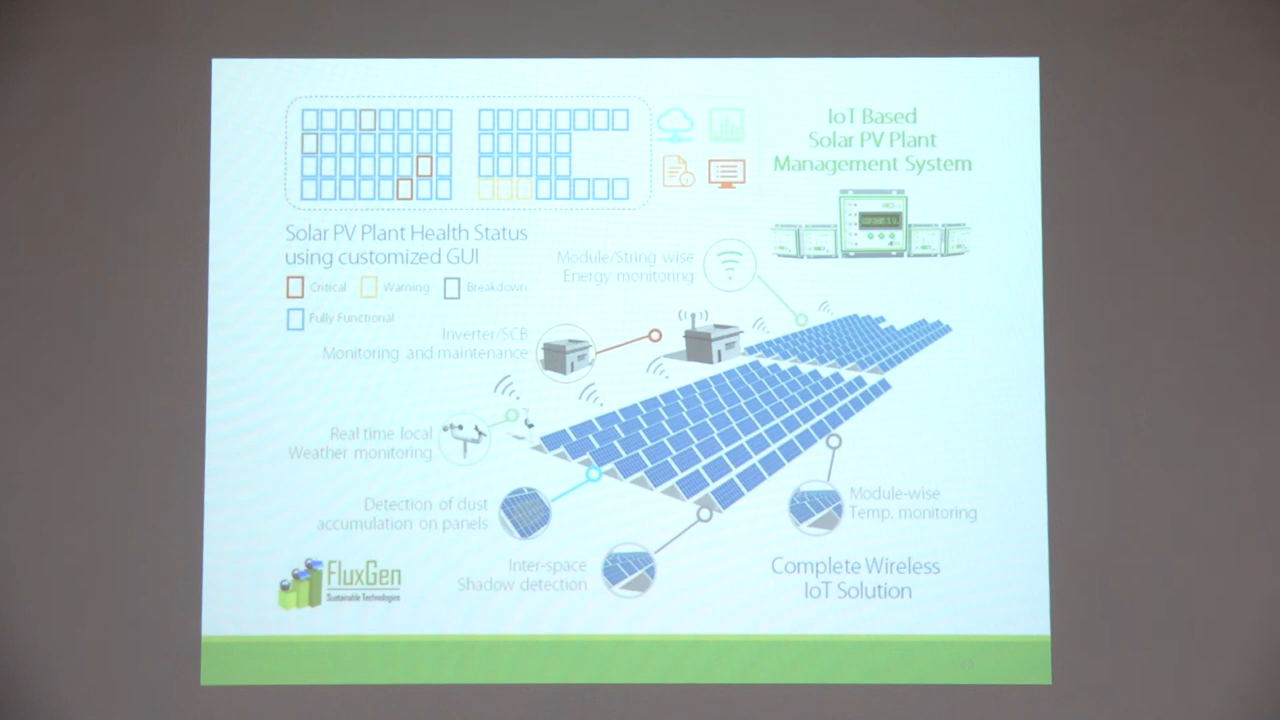 IoT Based
Solar PV Plant
Management System
Solar PV Plant Health Status
using customized GUI
Critical
Warning
Breakdown
Fully Functional
Module/String wise
Energy monitoring
Inverter/SCB
Monitoring and maintenance
Real time local
Weather monitoring
Detection of dust
accumulation on panels
Inter-space
Shadow detection
Module-wise
Temp. monitoring
Complete Wireless
IoT Solution
FluxGen
Sustainable Technologies